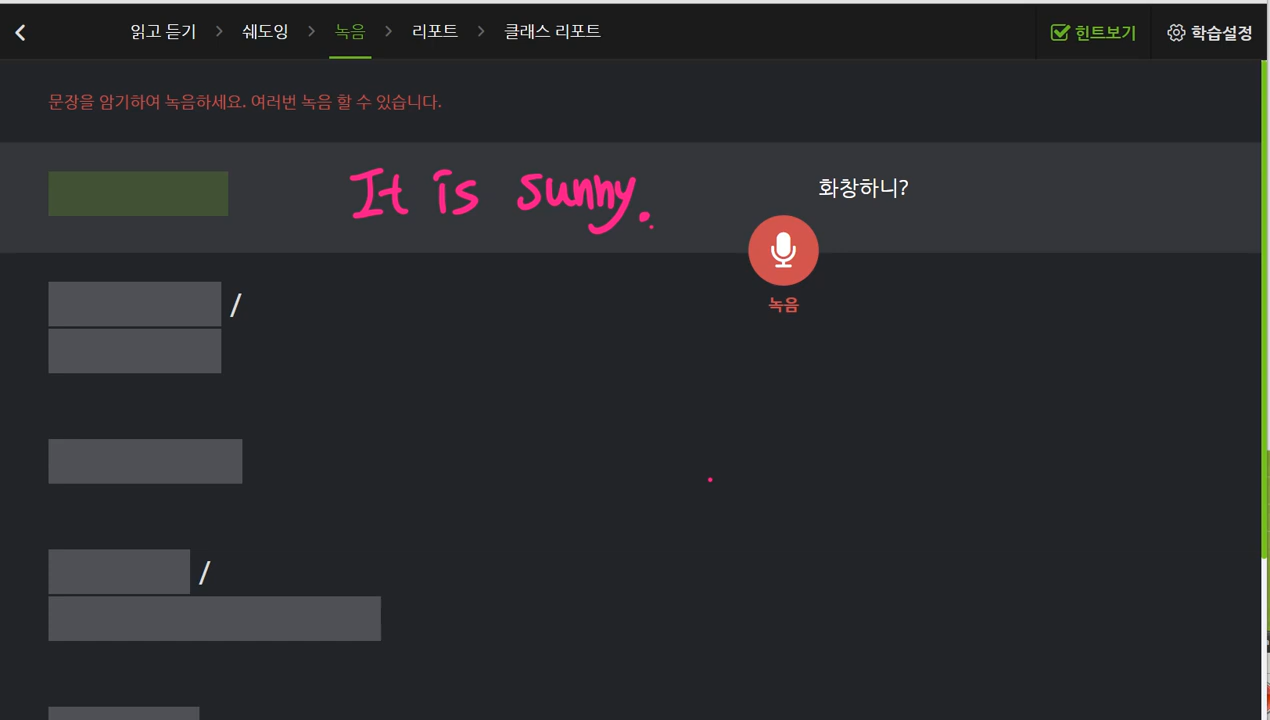 읽고 듣기 > 쉐도잉 > 녹음 > 리포트 > 클래스 리포트 힌트보기 학습설정
문장을 암기하여 녹음하세요. 여러번 녹음 할 수 있습니다.
It is sunny. 화창하니?
녹음
/
/